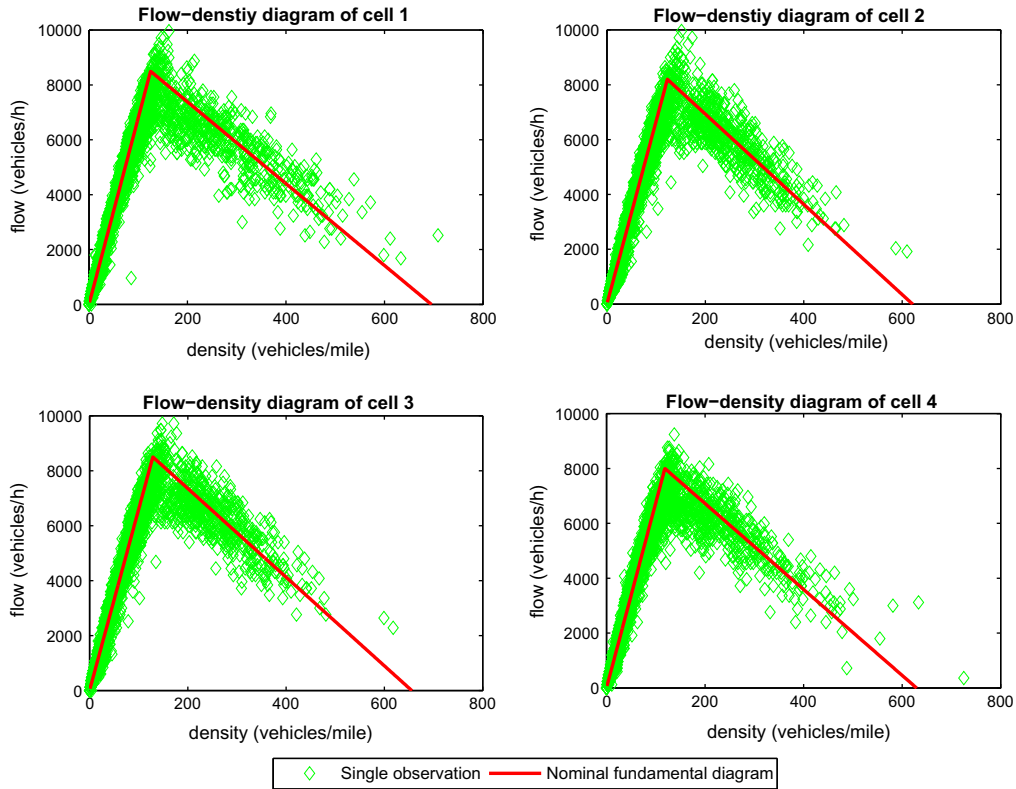 Flow−denstiy diagram of cell 1
10000
8000
6000
4000
2000
0
flow (vehicles/h)
0 200 400 600 800
density (vehicles/mile)
Flow−denstiy diagram of cell 2
10000
8000
6000
4000
2000
0
flow (vehicles/h)
0 200 400 600 800
density (vehicles/mile)
Flow−density diagram of cell 3
10000
8000
6000
4000
2000
0
flow (vehicles/h)
0 200 400 600 800
density (vehicles/mile)
Flow−density diagram of cell 4
10000
8000
6000
4000
2000
0
flow (vehicles/h)
0 200 400 600 800
density (vehicles/mile)
Single observation Nominal fundamental diagram